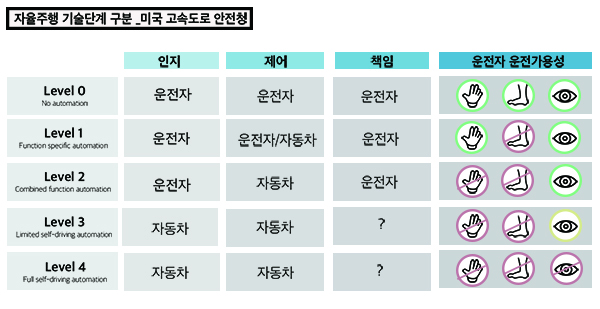 자율주행 기술단계 구분 _미국 고속도로 안전청
인지 제어 책임 운전자 운전가용성
Level 0
No automation
운전자 운전자 운전자
Level 1
Function specific automation
운전자 운전자/자동차 운전자
Level 2
Combined function automation
운전자 자동차 운전자
Level 3
Limited self-driving automation
자동차 자동차 ?
Level 4
Full self-driving automation
자동차 자동차 ?